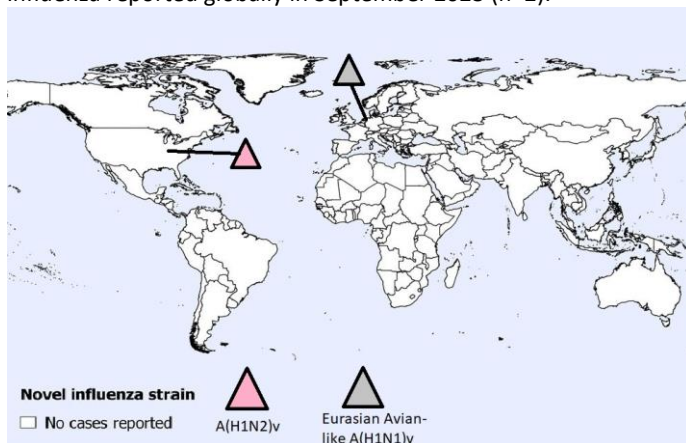 influenza reported globally in September 2023 (n=2).
Novel influenza strain
No cases reported
A(H1N2)v
Eurasian Avian-
like A(H1N1)v